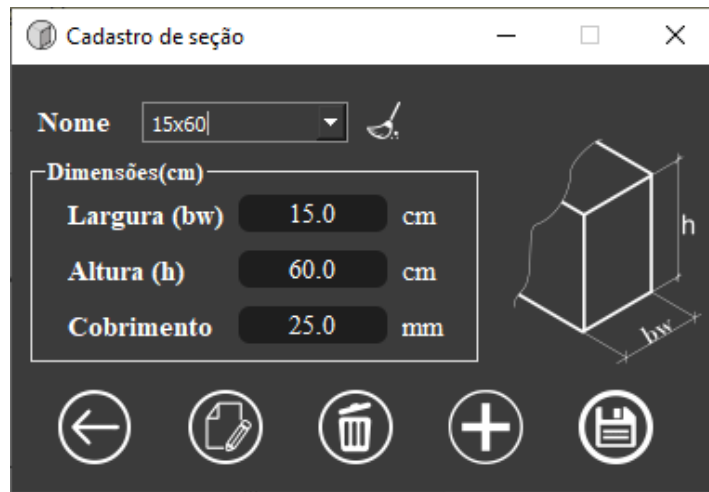 Cadastro de seção
Nome 15x60
Dimensões(cm)
Largura (bw) 15.0 cm
Altura (h) 60.0 cm
Cobrimento 25.0 mm
h
bw